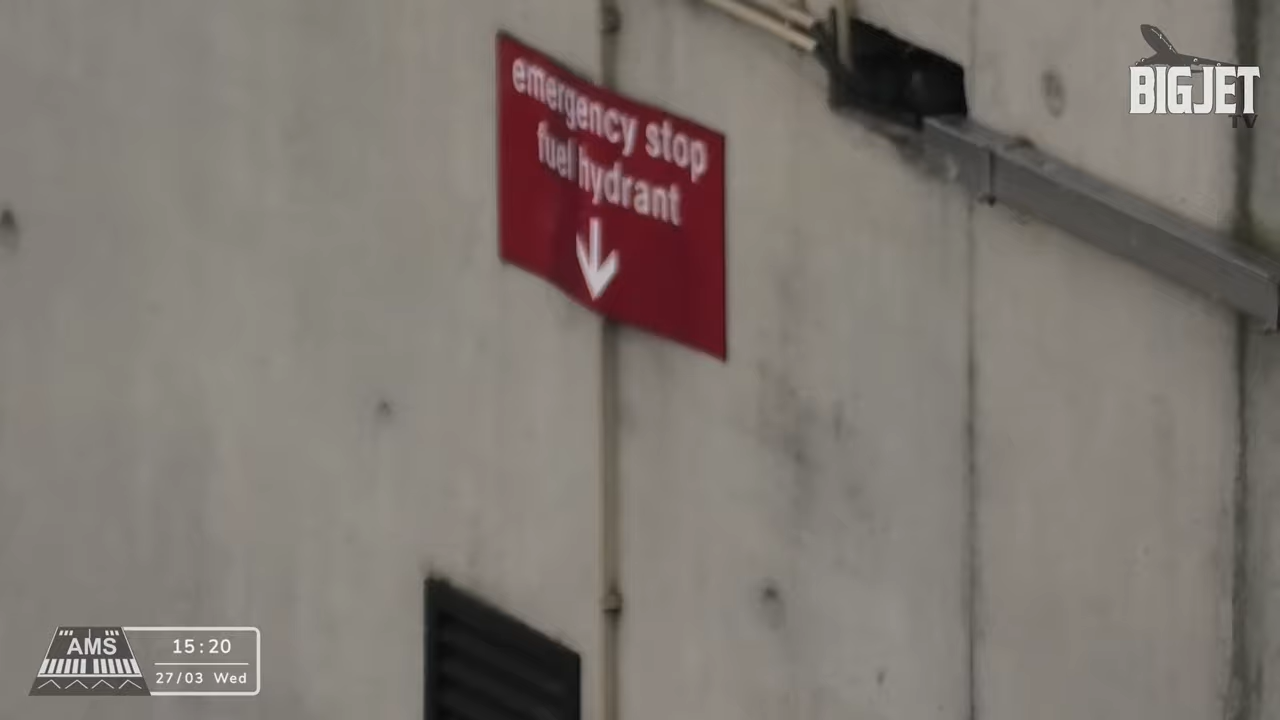 emergency stop
fuel hydrant
BIGJET
TV
AMS
15:20
27/03 Wed